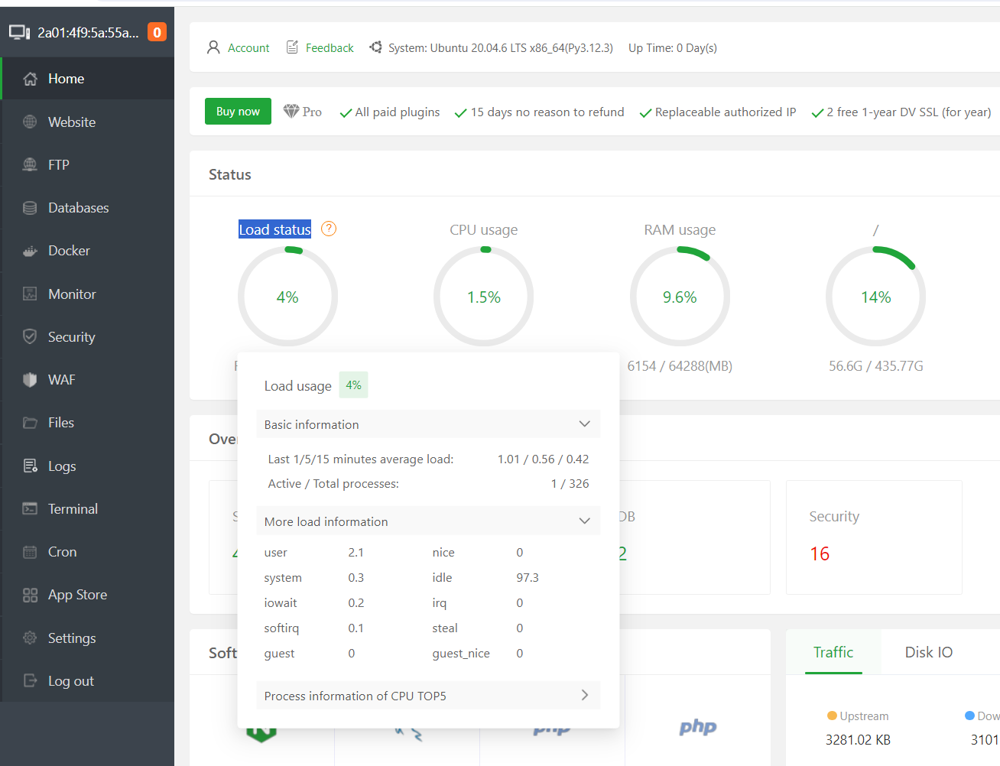 2a01:4f9:5a:55a... 0
Account Feedback System: Ubuntu 20.04.6 LTS x86_64(Py3.12.3) Up Time: 0 Day(s)
Home
Website
FTP
Databases
Docker
Monitor
Security
WAF
Files
Logs
Terminal
Cron
App Store
Settings
Log out
Buy now Pro All paid plugins 15 days no reason to refund Replaceable authorized IP 2 free 1-year DV SSL (for year)
Status
Load status ? CPU usage RAM usage /
4% 1.5% 9.6% 14%
6154 / 64288(MB) 56.6G / 435.77G
Load usage 4%
Basic information
Last 1/5/15 minutes average load: 1.01 / 0.56 / 0.42
Active / Total processes: 1 / 326
More load information
user 2.1 nice 0
system 0.3 idle 97.3
iowait 0.2 irq 0
softirq 0.1 steal 0
guest 0 guest_nice 0
Process information of CPU TOP5
DB
2
Security
16
Soft
Traffic Disk IO
php php
Upstream
3281.02 KB
3101